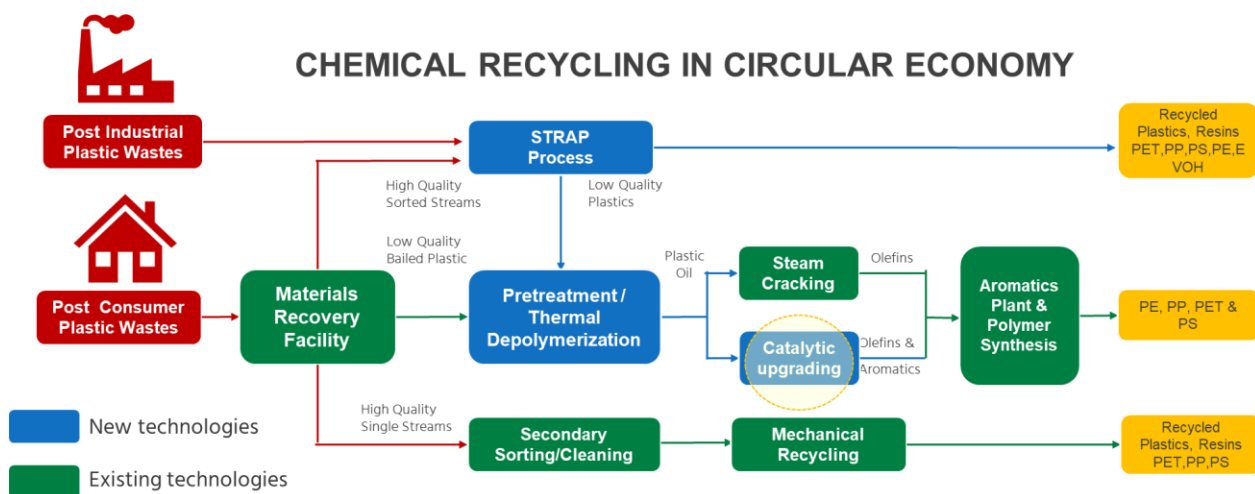 CHEMICAL RECYCLING IN CIRCULAR ECONOMY
Post Industrial
Plastic Wastes
STRAP
Process
Recycled
Plastics, Resins
PET,PP,PS,PE,E
VOH
High Quality
Sorted Streams
Low Quality
Plastics
Low Quality
Bailed Plastic
Post Consumer
Plastic Wastes
Materials
Recovery
Facility
Pretreatment /
Thermal
Depolymerization
Plastic
Oil
Steam
Cracking
Olefins
Catalytic
upgrading
Olefins &
Aromatics
Aromatics
Plant &
Polymer
Synthesis
PE, PP, PET &
PS
High Quality
Single Streams
Secondary
Sorting/Cleaning
Mechanical
Recycling
Recycled
Plastics, Resins
PET,PP,PS
New technologies
Existing technologies